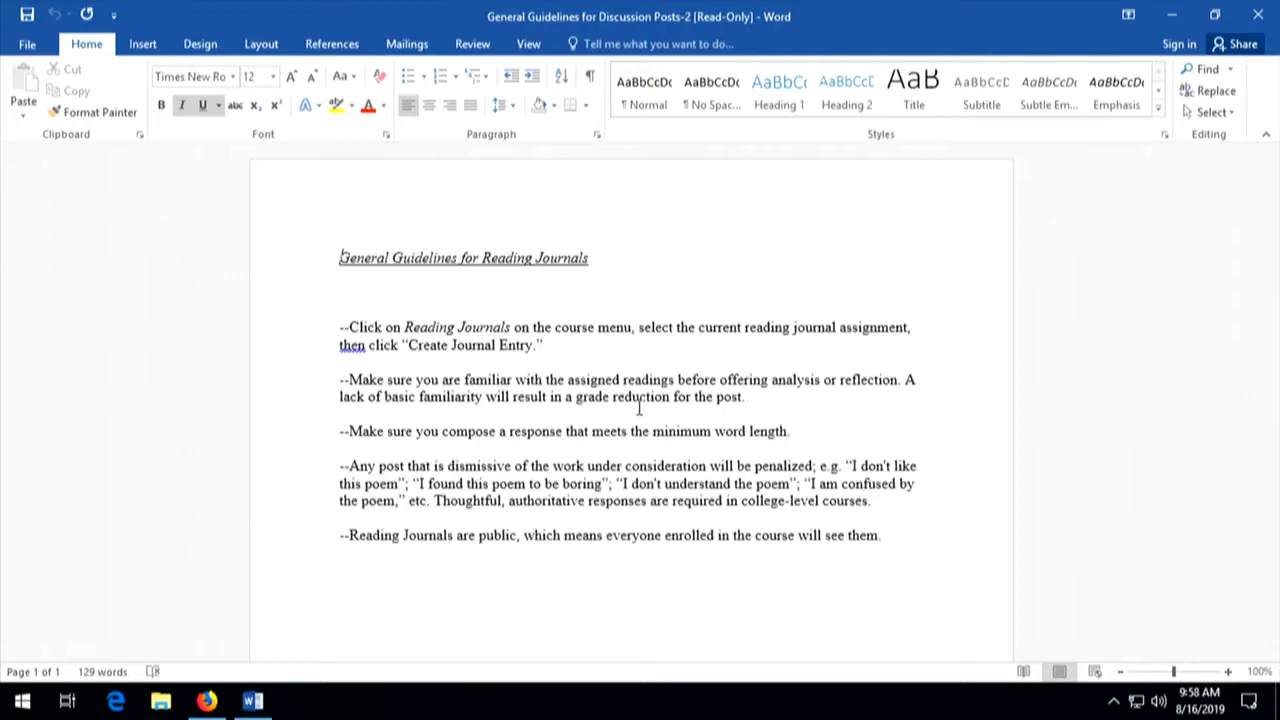 General Guidelines for Discussion Posts-2 [Read-Only] - Word
File Home Insert Design Layout References Mailings Review View Tell me what you want to do... Sign in Share
Cut
Copy
Paste
Format Painter
Clipboard
Times New Ro 12
Font
Paragraph
AaBbCcDc AaBbCcDc AaBbC( AaBbCcD AaB AaBbCcD AaBbCcDc AaBbCcDc
¶ Normal ¶ No Spac... Heading 1 Heading 2 Title Subtitle Subtle Em... Emphasis
Styles
Find
Replace
Select
Editing
General Guidelines for Reading Journals
--Click on Reading Journals on the course menu, select the current reading journal assignment,
then click “Create Journal Entry.”
--Make sure you are familiar with the assigned readings before offering analysis or reflection. A
lack of basic familiarity will result in a grade reduction for the post.
--Make sure you compose a response that meets the minimum word length.
--Any post that is dismissive of the work under consideration will be penalized; e.g. “I don't like
this poem”; “I found this poem to be boring”; “I don't understand the poem”; “I am confused by
the poem,” etc. Thoughtful, authoritative responses are required in college-level courses.
--Reading Journals are public, which means everyone enrolled in the course will see them.
Page 1 of 1 129 words 100%
9:58 AM
8/16/2019